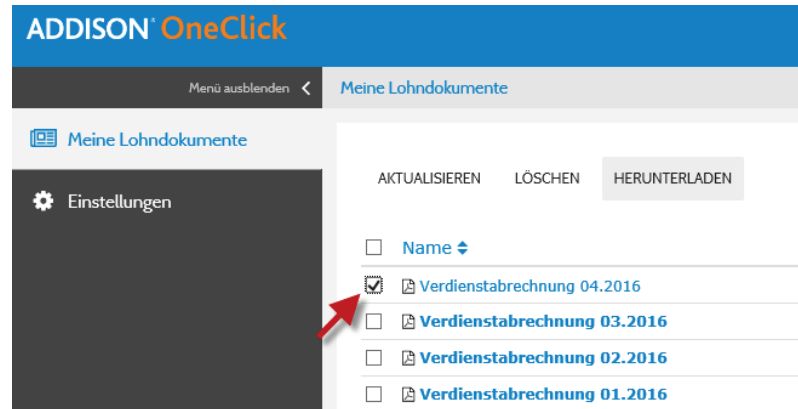 ADDISON® OneClick
Menü ausblenden
Meine Lohndokumente
Meine Lohndokumente
Einstellungen
AKTUALISIEREN LÖSCHEN HERUNTERLADEN
Name
Verdienstabrechnung 04.2016
Verdienstabrechnung 03.2016
Verdienstabrechnung 02.2016
Verdienstabrechnung 01.2016